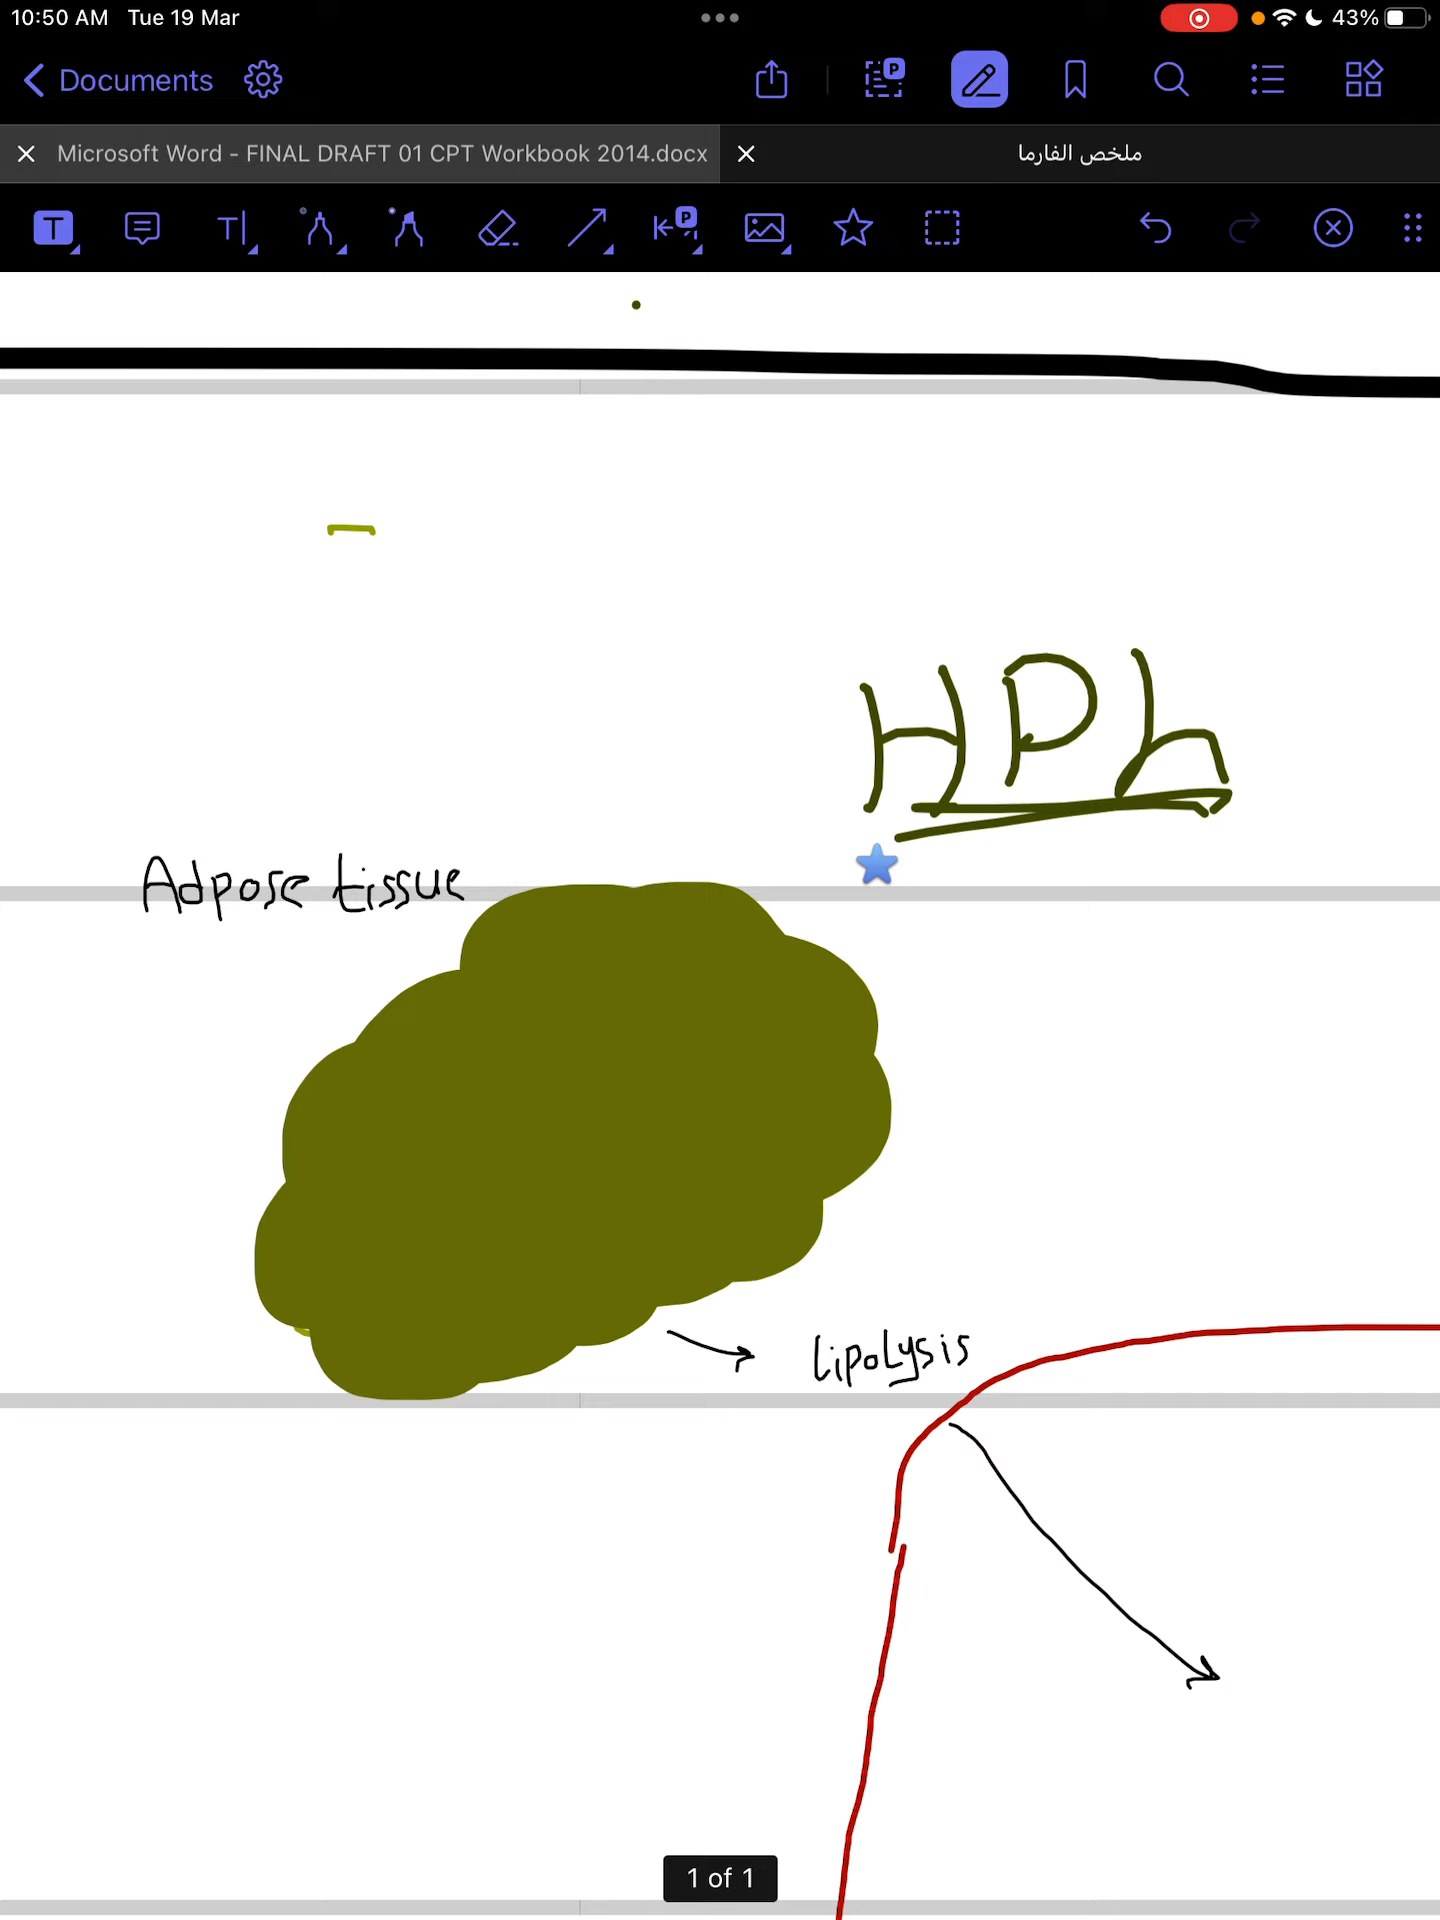 10:50 AM Tue 19 Mar
43%
Documents
Microsoft Word - FINAL DRAFT 01 CPT Workbook 2014.docx
ملخص الفارما
HPh
Adpose tissue
Lipolysis
1 of 1